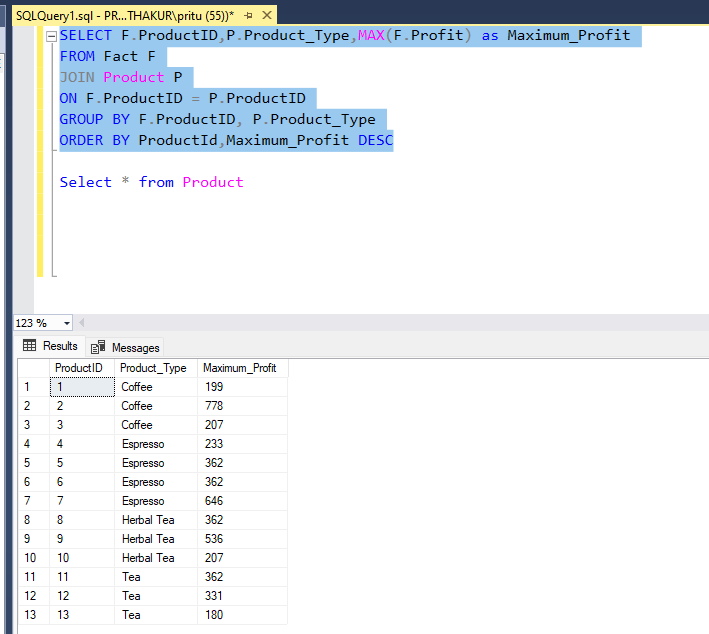 SQLQuery1.sql - PR...THAKUR\pritu (55))*
SELECT F.ProductID,P.Product_Type,MAX(F.Profit) as Maximum_Profit
FROM Fact F
JOIN Product P
ON F.ProductID = P.ProductID
GROUP BY F.ProductID, P.Product_Type
ORDER BY ProductId,Maximum_Profit DESC
Select * from Product
123 %
Results Messages
ProductID Product_Type Maximum_Profit
1 1 Coffee 199
2 2 Coffee 778
3 3 Coffee 207
4 4 Espresso 233
5 5 Espresso 362
6 6 Espresso 362
7 7 Espresso 646
8 8 Herbal Tea 362
9 9 Herbal Tea 536
10 10 Herbal Tea 207
11 11 Tea 362
12 12 Tea 331
13 13 Tea 180